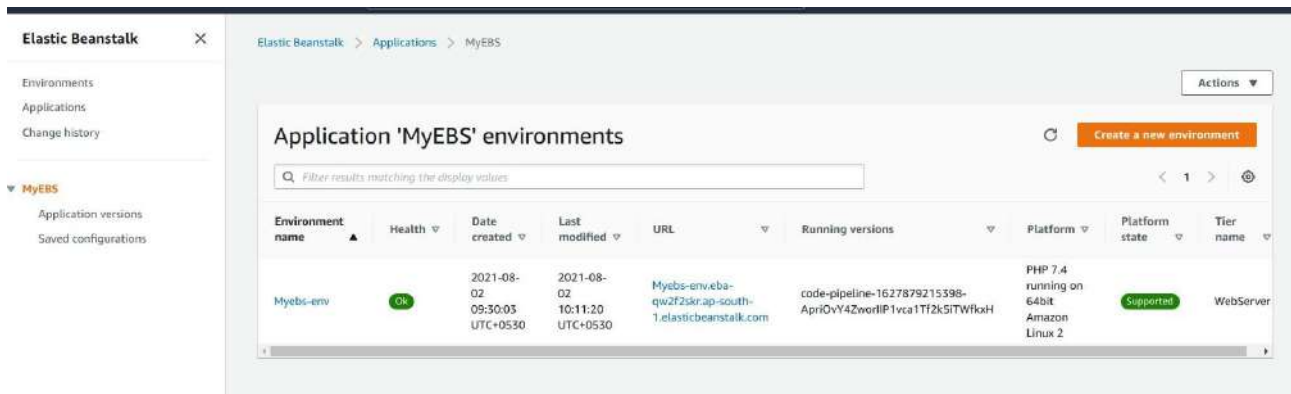 Elastic Beanstalk
Environments
Applications
Change history
MyEBS
Application versions
Saved configurations
Elastic Beanstalk > Applications > MyEBS
Actions
Application 'MyEBS' environments
Create a new environment
Filter results matching the display values
1
Environment name
Health
Date created
Last modified
URL
Running versions
Platform
Platform state
Tier name
Myebs-env
Ok
2021-08-
02
09:30:03
UTC+0530
2021-08-
02
10:11:20
UTC+0530
Myebs-env.eba-
qw2f2skr.ap-south-
1.elasticbeanstalk.com
code-pipeline-1627879215398-
PHP 7.4
running on
64bit
Amazon
Linux 2
Supported
WebServer